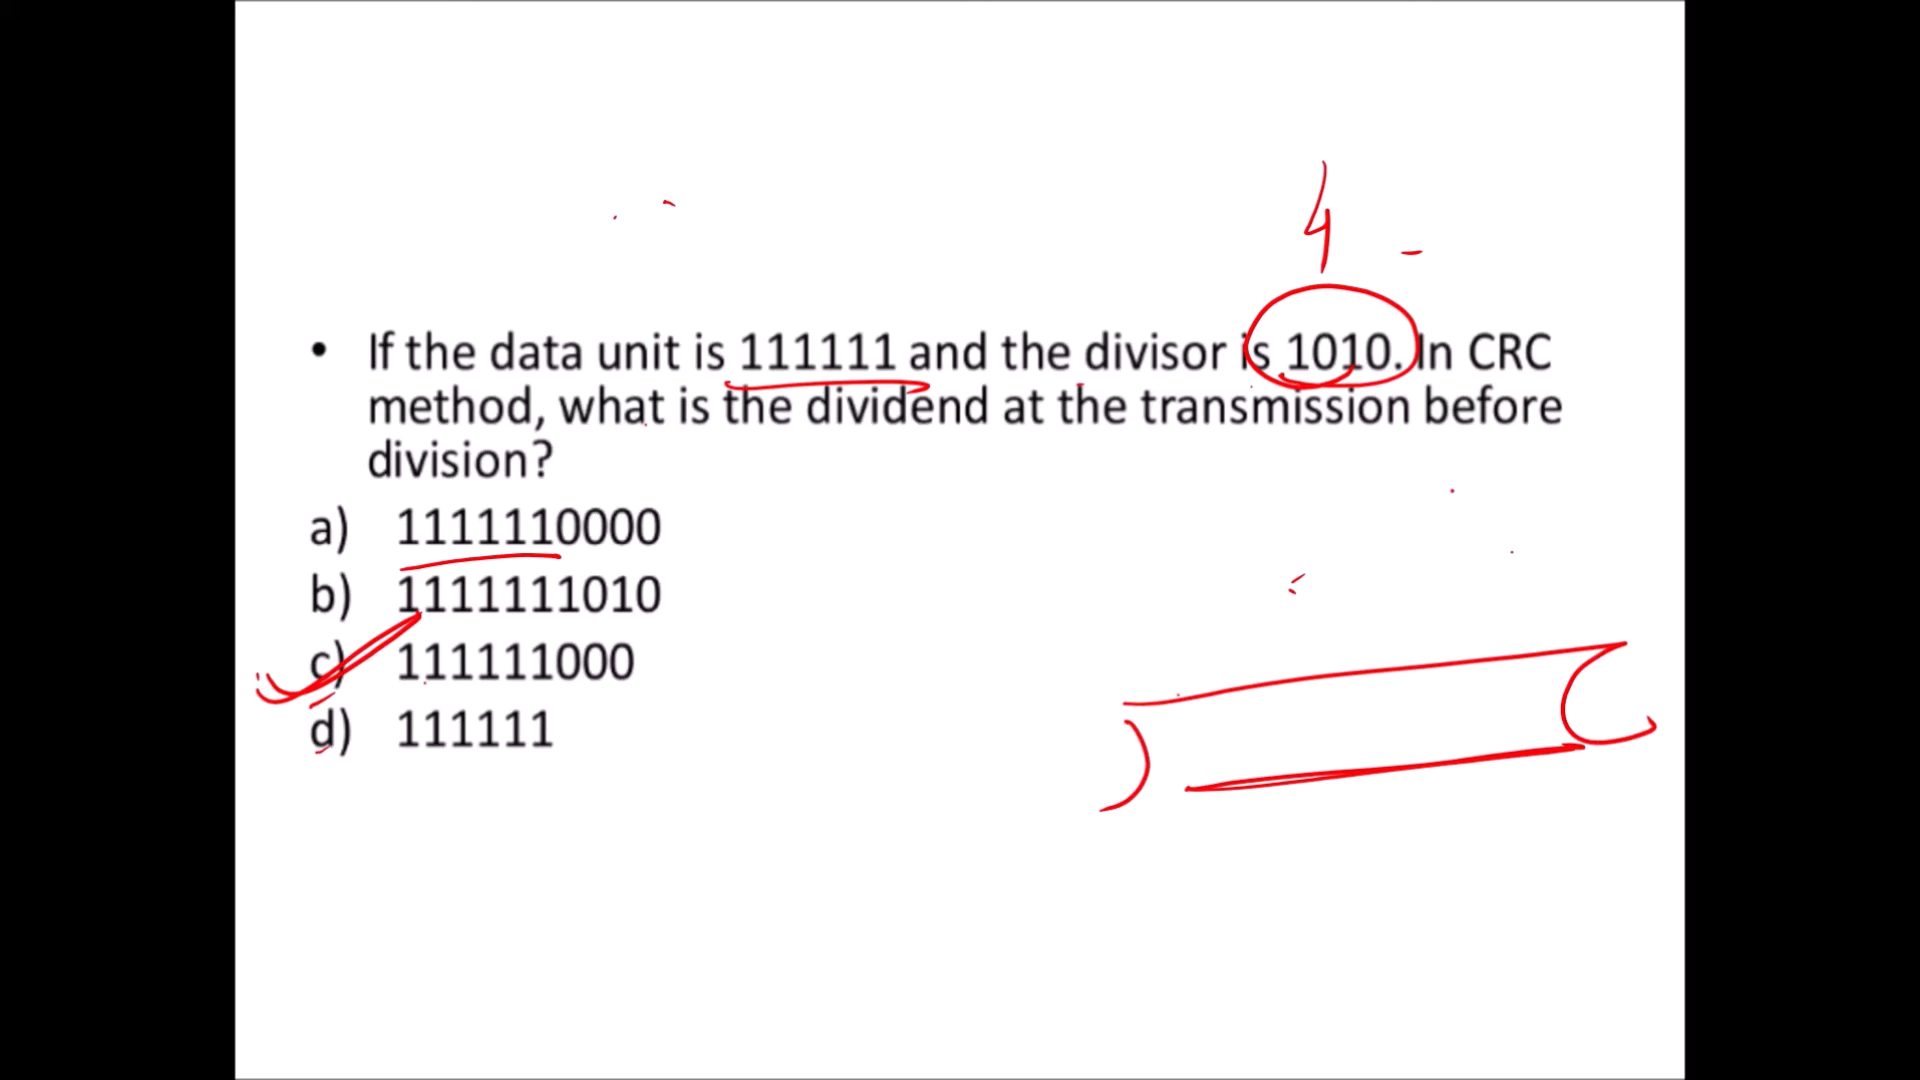 4 -
• If the data unit is 111111 and the divisor is 1010. In CRC
method, what is the dividend at the transmission before
division?
a) 1111110000
b) 1111111010
c) 111111000
d) 111111